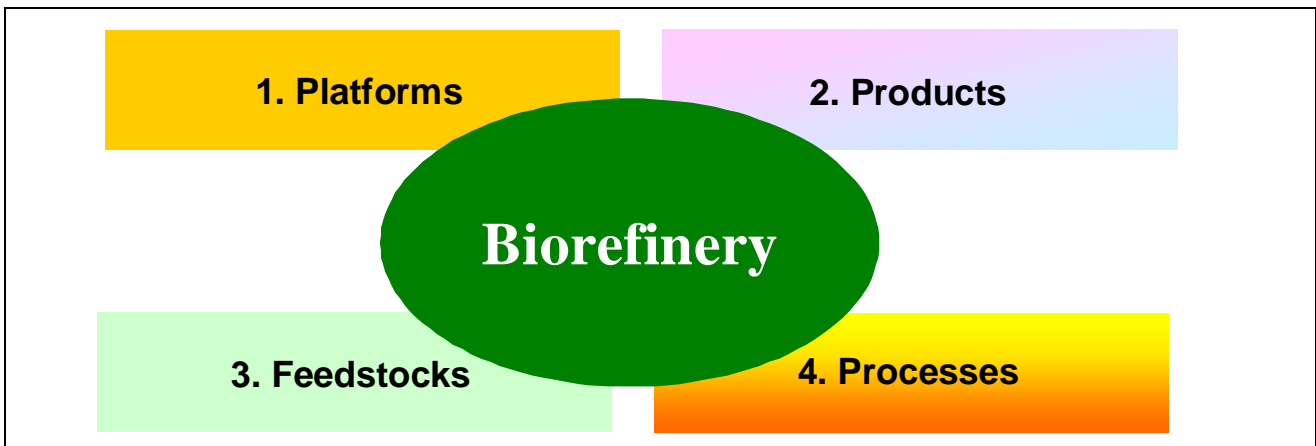 1. Platforms
2. Products
Biorefinery
3. Feedstocks
4. Processes